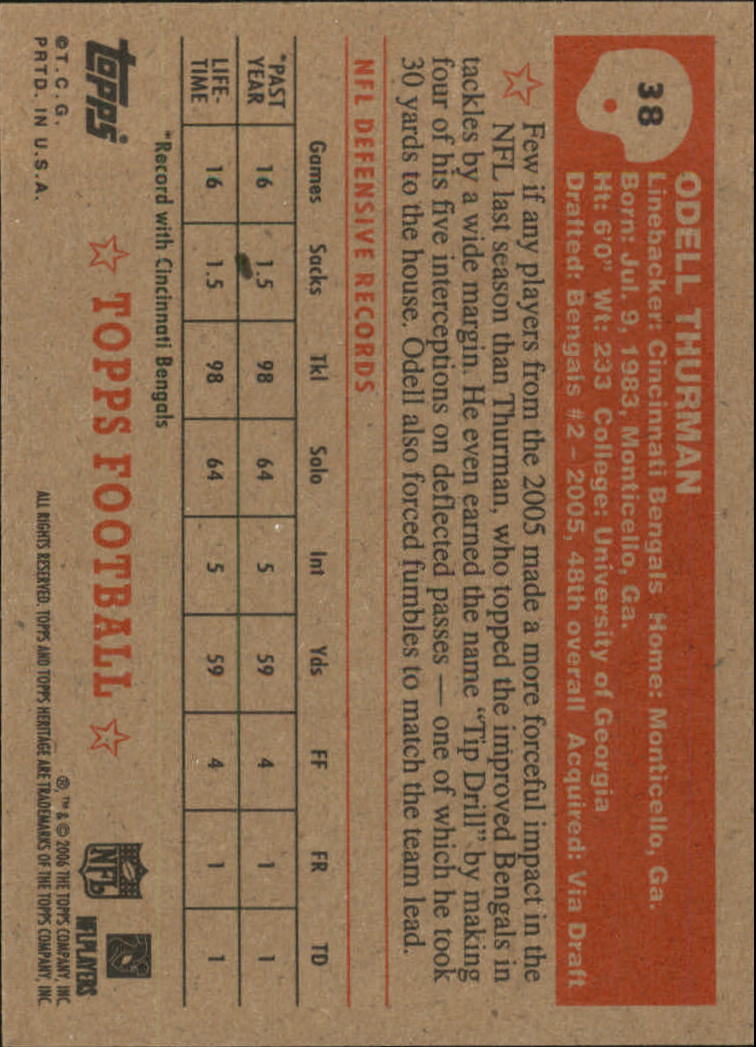 38
ODELL THURMAN
Linebacker: Cincinnati Bengals Home: Monticello, Ga.
Born: Jul. 9, 1983, Monticello, Ga.
Ht: 6'0" Wt: 233 College: University of Georgia
Drafted: Bengals #2 - 2005, 48th overall Acquired: Via Draft
Few if any players from the 2005 made a more forceful impact in the
NFL last season than Thurman, who topped the improved Bengals in
tackles by a wide margin. He even earned the name "Tip Drill" by making
four of his five interceptions on deflected passes — one of which he took
30 yards to the house. Odell also forced fumbles to match the team lead.
NFL DEFENSIVE RECORDS
Games Sacks Tkl Solo Int Yds FF FR TD
*PAST YEAR 16 1.5 98 64 5 59 4 1 1
LIFE-TIME 16 1.5 98 64 5 59 4 1 1
*Record with Cincinnati Bengals
topps
©T.C.G.
PRTD. IN U.S.A.
TOPPS FOOTBALL
NFL
NFL PLAYERS
®, ™ & © 2006 THE TOPPS COMPANY, INC.
ALL RIGHTS RESERVED. TOPPS AND TOPPS HERITAGE ARE TRADEMARKS OF THE TOPPS COMPANY, INC.